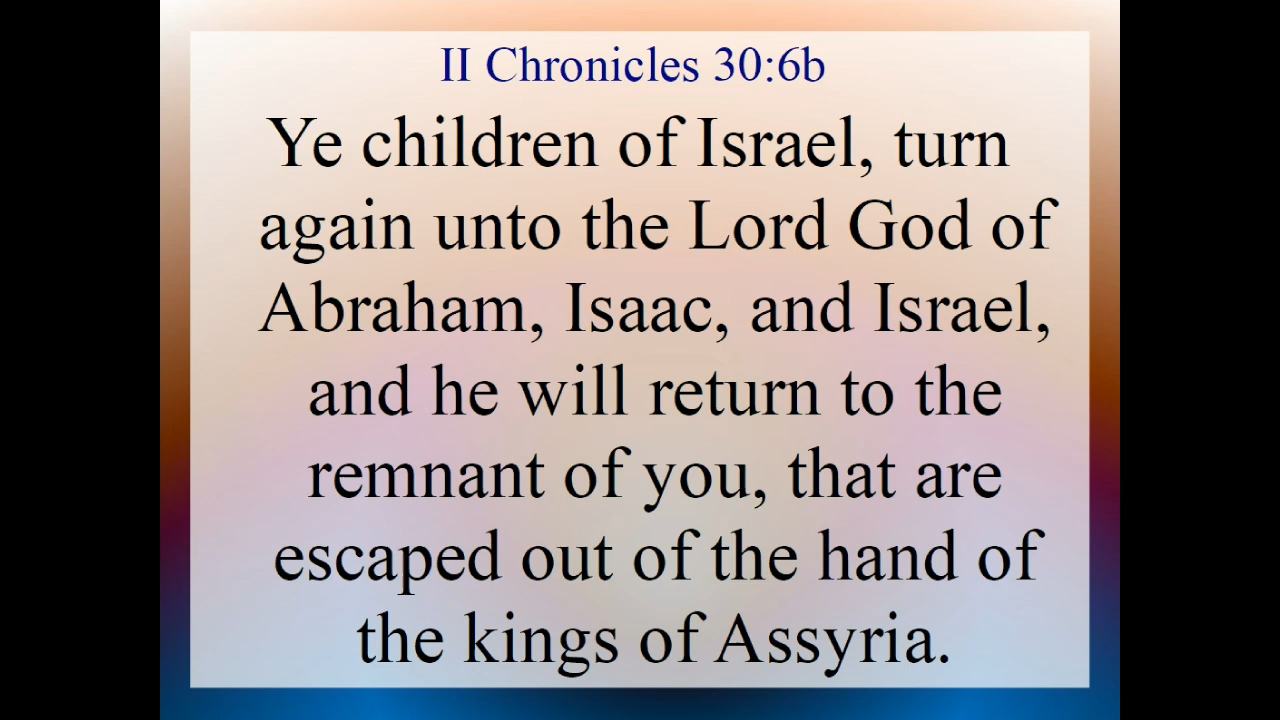 II Chronicles 30:6b
Ye children of Israel, turn
again unto the Lord God of
Abraham, Isaac, and Israel,
and he will return to the
remnant of you, that are
escaped out of the hand of
the kings of Assyria.